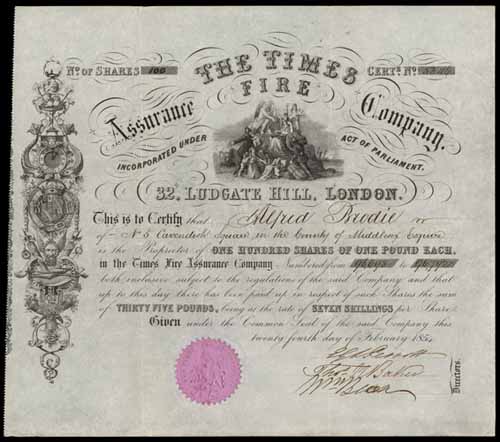 No. OF SHARES 100
CERT. No.
THE TIMES
FIRE
Assurance Company.
INCORPORATED UNDER ACT OF PARLIAMENT.
32, LUDGATE HILL, LONDON.
This is to Certify that Alfred Brodie
of No 5 Cavendish Square in the County of Middlesex Esquire
is the Proprietor of ONE HUNDRED SHARES OF ONE POUND EACH,
in the Times Fire Assurance Company Numbered from to
both inclusive subject to the regulations of the said Company and that
up to this day there has been paid up in respect of such Shares the sum
of THIRTY FIVE POUNDS, being at the rate of SEVEN SHILLINGS per Share
Given under the Common Seal of the said Company this
twenty fourth day of February
Directors.